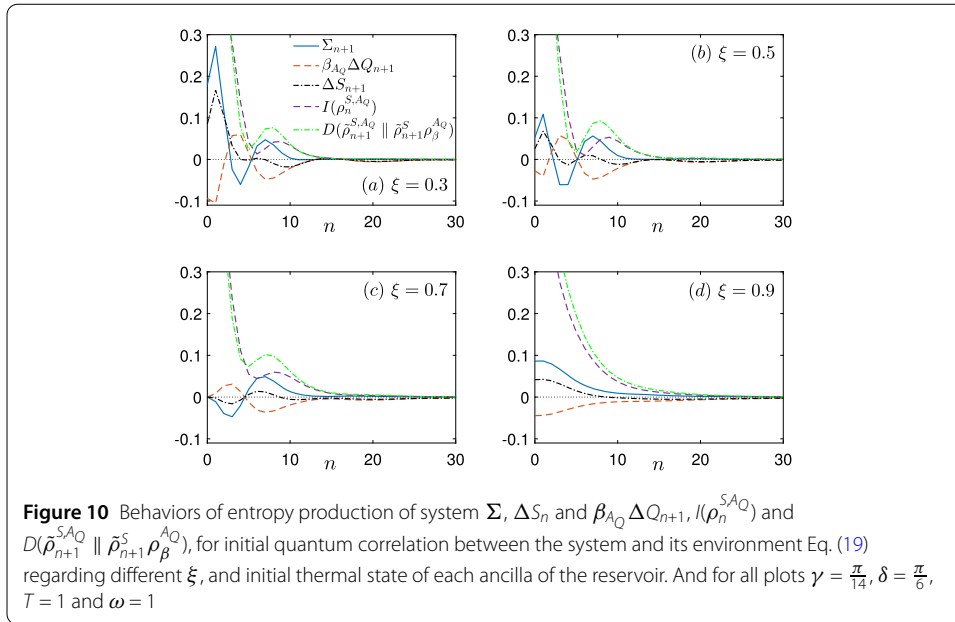 0.3
0.2
0.1
0
-0.1
0 10 20 30
n
Σ_{n+1}
β_{A_Q}ΔQ_{n+1}
ΔS_{n+1}
I(ρ_n^{S,A_Q})
D(ρ̃_{n+1}^{S,A_Q} ∥ ρ̃_{n+1}^S ρ_β^{A_Q})
(a) ξ = 0.3
0.3
0.2
0.1
0
-0.1
0 10 20 30
n
(b) ξ = 0.5
0.3
0.2
0.1
0
-0.1
0 10 20 30
n
(c) ξ = 0.7
0.3
0.2
0.1
0
-0.1
0 10 20 30
n
(d) ξ = 0.9
Figure 10 Behaviors of entropy production of system Σ, ΔS_n and β_{A_Q}ΔQ_{n+1}, I(ρ_n^{S,A_Q}) and
D(ρ̃_{n+1}^{S,A_Q} ∥ ρ̃_{n+1}^S ρ_β^{A_Q}), for initial quantum correlation between the system and its environment Eq. (19)
regarding different ξ, and initial thermal state of each ancilla of the reservoir. And for all plots γ = π/14, δ = π/6,
T = 1 and ω = 1